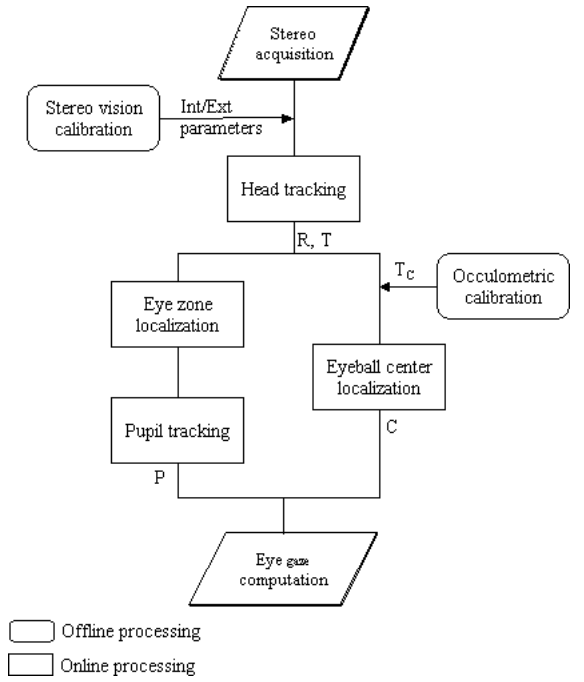 Stereo
acquisition
Stereo vision
calibration
Int/Ext
parameters
Head tracking
R, T
Eye zone
localization
Tc
Occulometric
calibration
Eyeball center
localization
Pupil tracking
P
C
Eye gaze
computation
Offline processing
Online processing